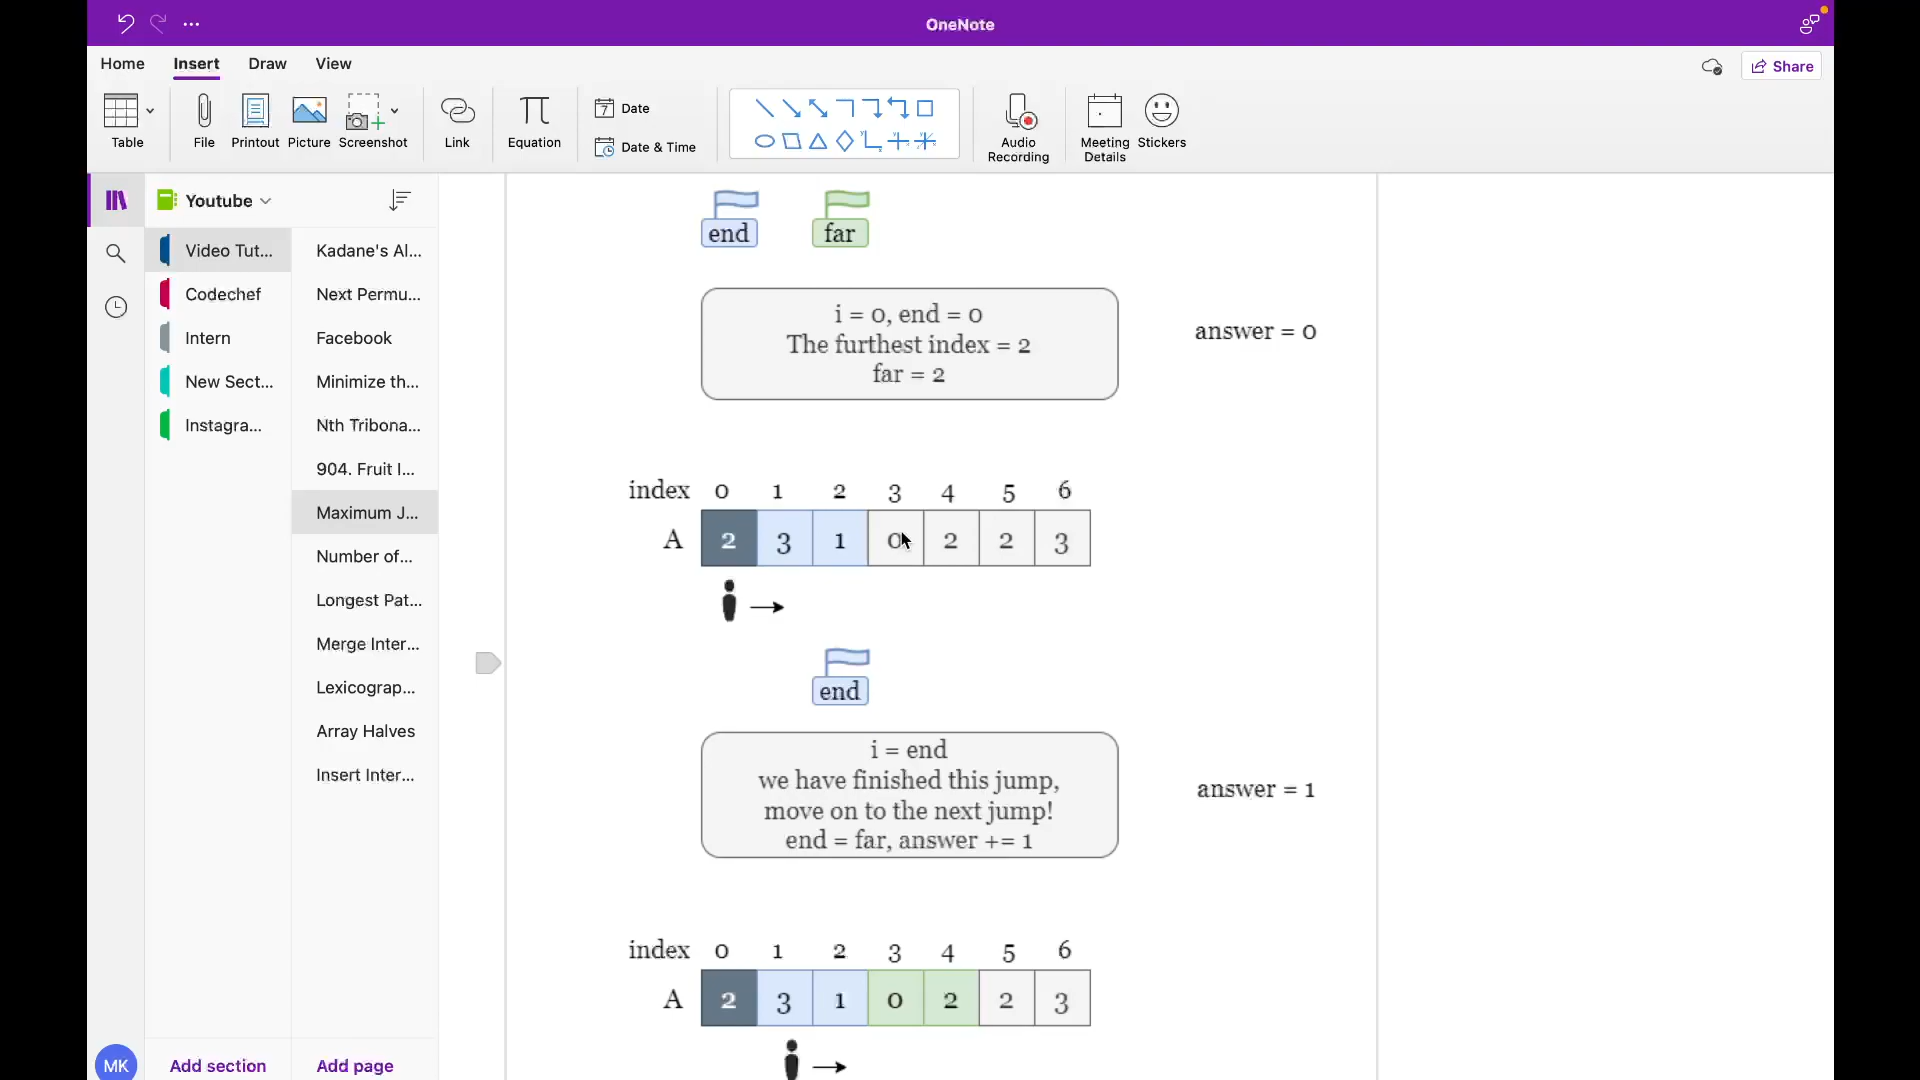 OneNote
Home Insert Draw View
Share
Table
File
Printout
Picture
Screenshot
Link
Equation
Date
Date & Time
Audio Recording
Meeting Details
Stickers
Youtube
Video Tut...
Codechef
Intern
New Sect...
Instagra...
Kadane's Al...
Next Permu...
Facebook
Minimize th...
Nth Tribona...
904. Fruit I...
Maximum J...
Number of...
Longest Pat...
Merge Inter...
Lexicograp...
Array Halves
Insert Inter...
MK
Add section
Add page
end far
i = 0, end = 0
The furthest index = 2
far = 2
answer = 0
index 0 1 2 3 4 5 6
A 2 3 1 0 2 2 3
end
i = end
we have finished this jump,
move on to the next jump!
end = far, answer += 1
answer = 1
index 0 1 2 3 4 5 6
A 2 3 1 0 2 2 3